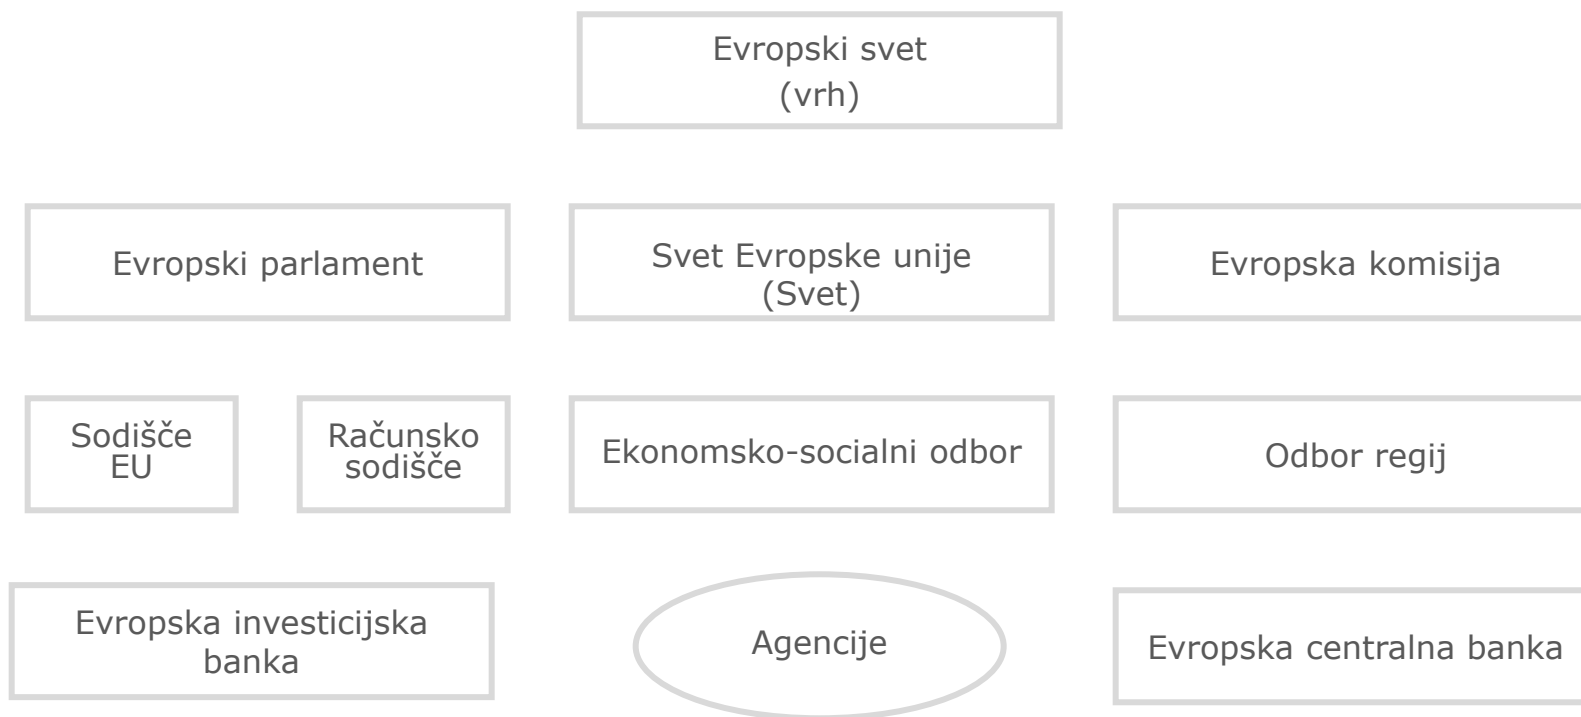 Evropski svet
(vrh)
Evropski parlament
Svet Evropske unije
(Svet)
Evropska komisija
Sodišče
EU
Računsko
sodišče
Ekonomsko-socialni odbor
Odbor regij
Evropska investicijska
banka
Agencije
Evropska centralna banka